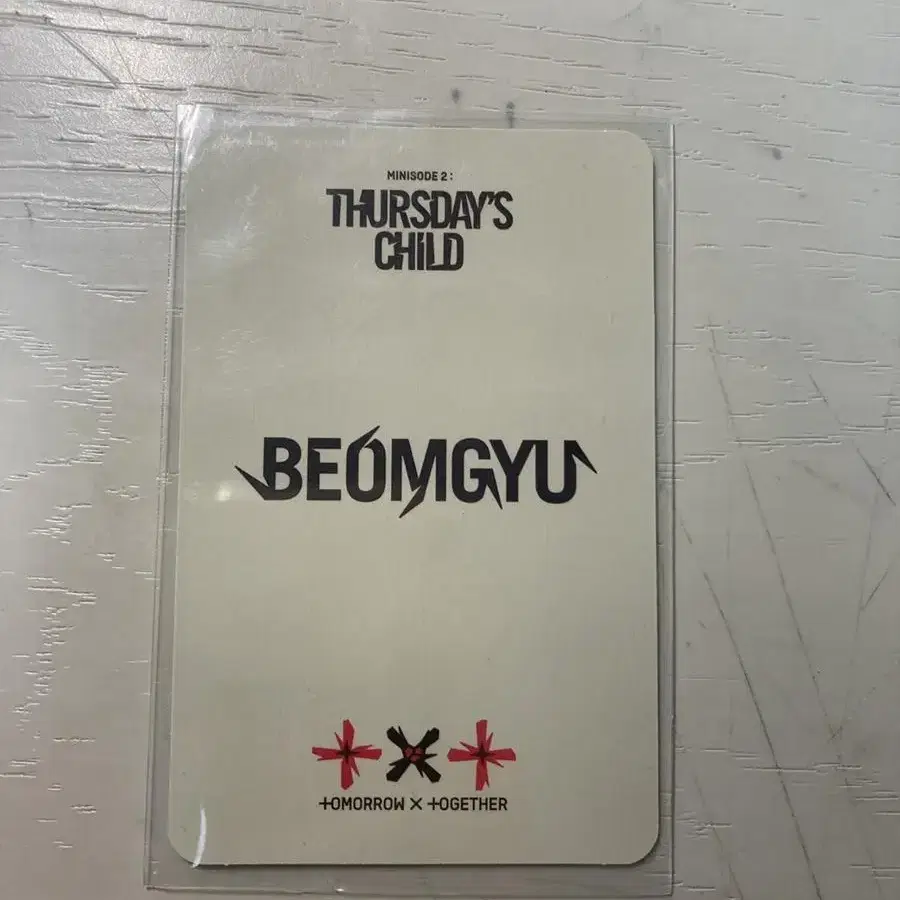 MINISODE 2:
THURSDAY'S
CHILD
BEOMGYU
+x+
TOMORROW X TOGETHER